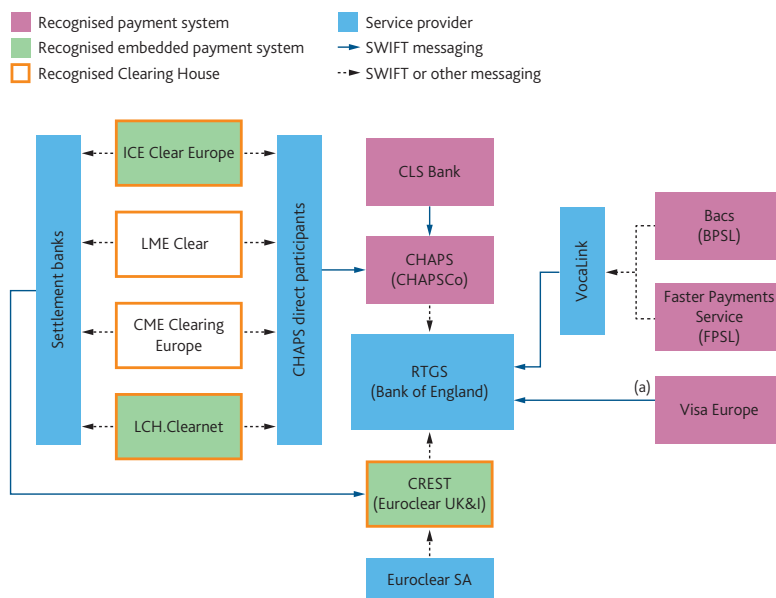 Recognised payment system
Recognised embedded payment system
Recognised Clearing House
Service provider
SWIFT messaging
SWIFT or other messaging
Settlement banks
ICE Clear Europe
LME Clear
CME Clearing
Europe
LCH.Clearnet
CHAPS direct participants
CLS Bank
CHAPS
(CHAPSCo)
RTGS
(Bank of England)
CREST
(Euroclear UK&I)
Euroclear SA
VocaLink
Bacs
(BPSL)
Faster Payments
Service
(FPSL)
(a)
Visa Europe